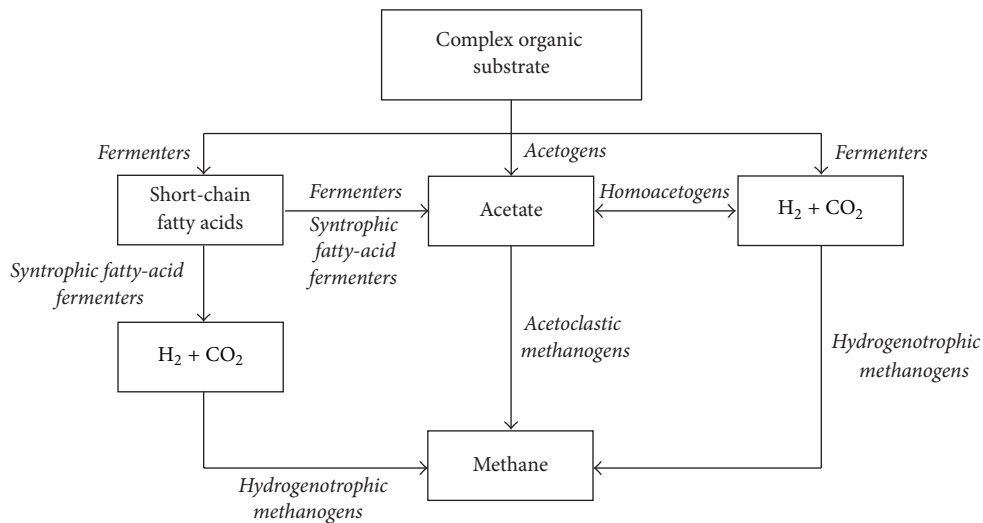 Complex organic
substrate
Fermenters
Acetogens
Fermenters
Short-chain
fatty acids
Fermenters
Syntrophic
fatty-acid
fermenters
Acetate
Homoacetogens
H₂ + CO₂
Syntrophic fatty-acid
fermenters
H₂ + CO₂
Acetoclastic
methanogens
Hydrogenotrophic
methanogens
Methane
Hydrogenotrophic
methanogens